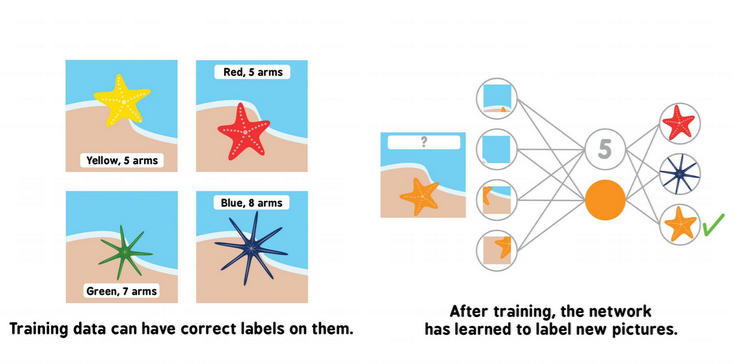 Yellow, 5 arms
Red, 5 arms
Green, 7 arms
Blue, 8 arms
Training data can have correct labels on them.
?
5
After training, the network
has learned to label new pictures.